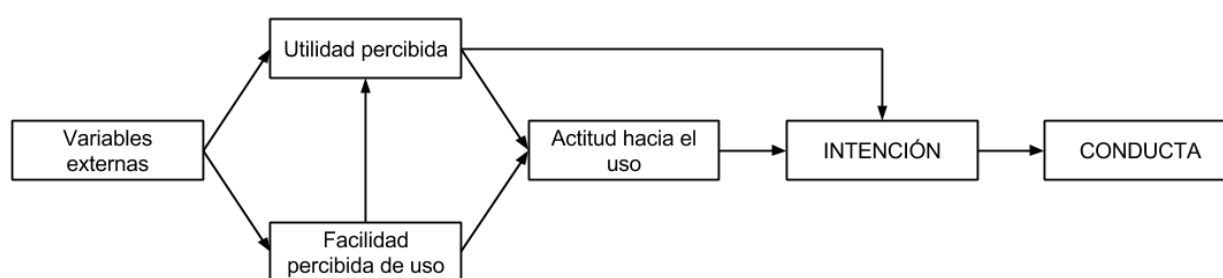 Utilidad percibida
Variables
externas
Actitud hacia el
uso
INTENCIÓN
CONDUCTA
Facilidad
percibida de uso